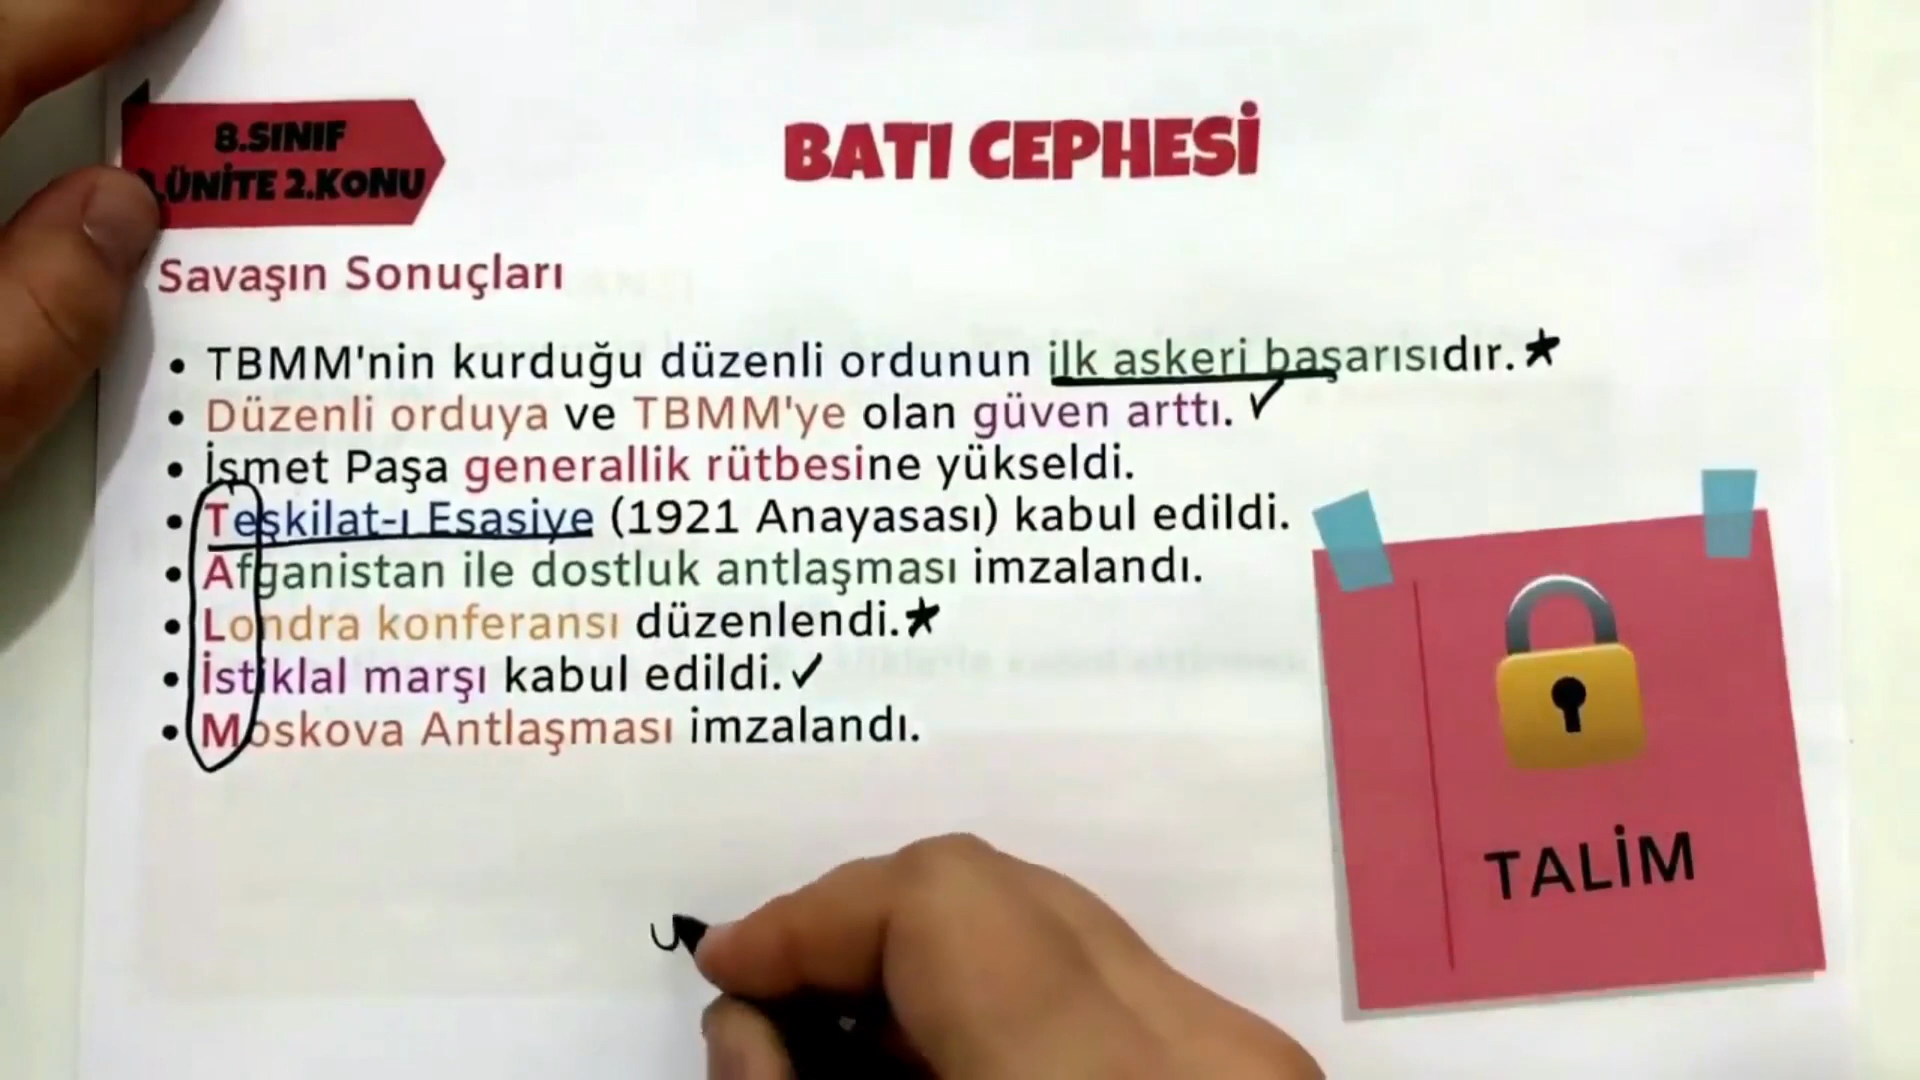 8.SINIF
.ÜNİTE 2.KONU
BATI CEPHESİ
Savaşın Sonuçları
• TBMM'nin kurduğu düzenli ordunun ilk askeri başarısıdır.
• Düzenli orduya ve TBMM'ye olan güven arttı.
• İsmet Paşa generallik rütbesine yükseldi.
• Teşkilat-ı Esasiye (1921 Anayasası) kabul edildi.
• Afganistan ile dostluk antlaşması imzalandı.
• Londra konferansı düzenlendi.
• İstiklal marşı kabul edildi.
• Moskova Antlaşması imzalandı.
TALİM